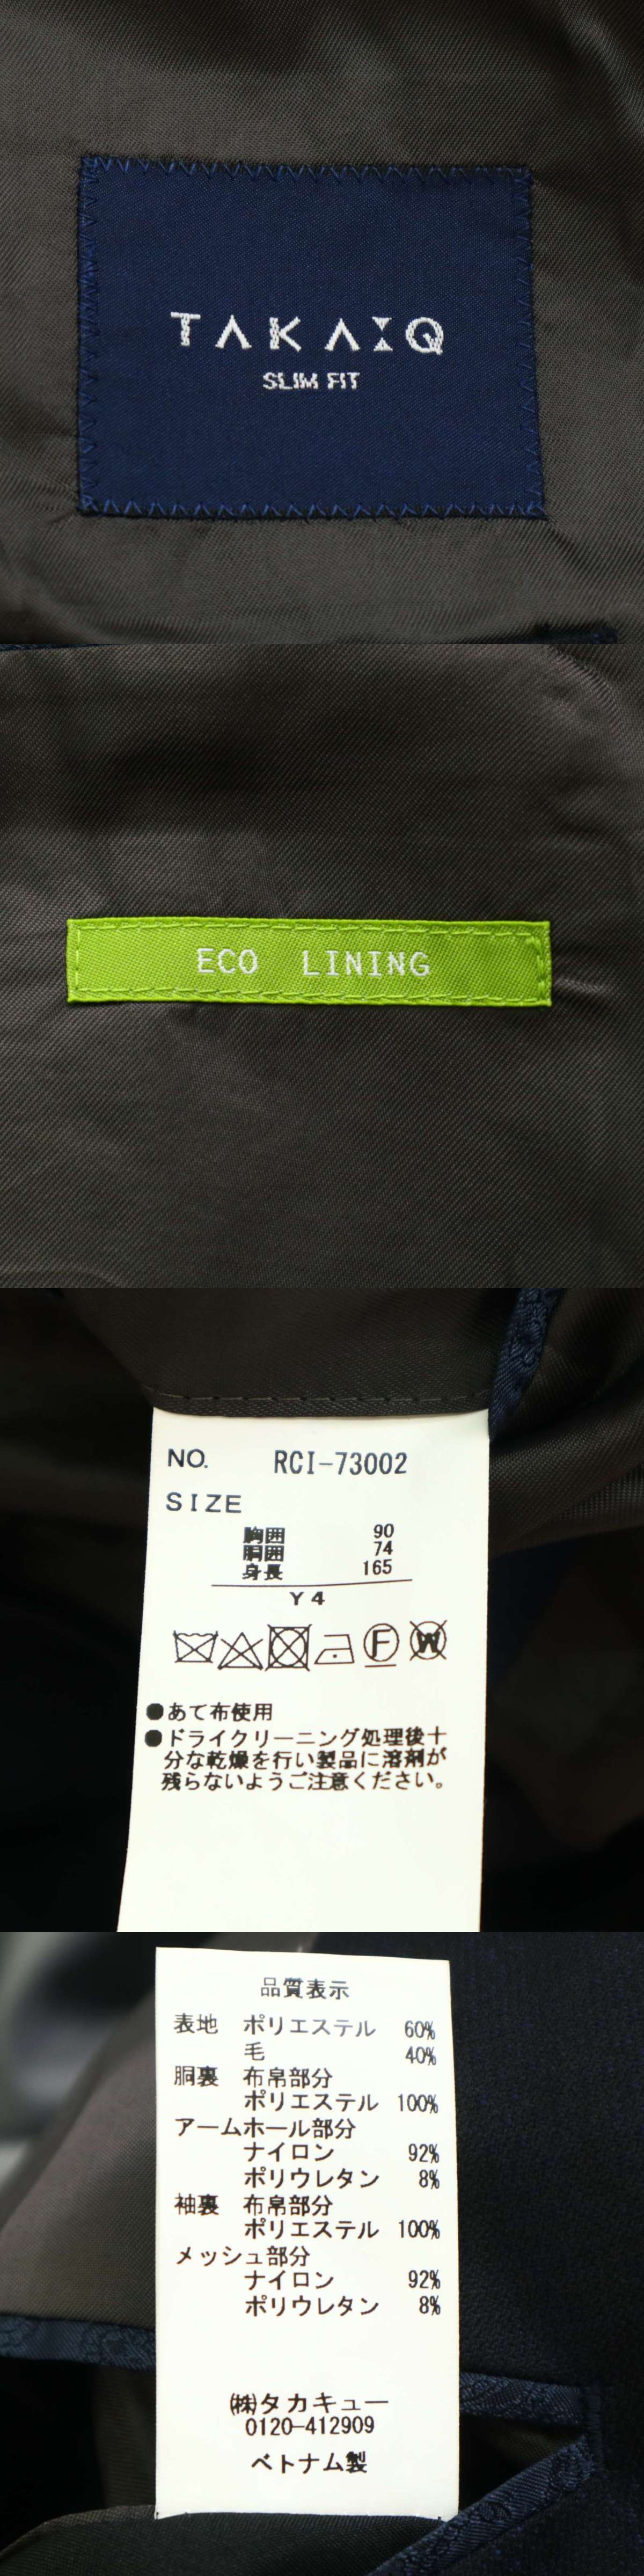 TAKA:Q
SLIM FIT
ECO LINING
NO. RCI-73002
SIZE
胸囲 90
胴囲 74
身長 165
Y4
F W
●あて布使用
●ドライクリーニング処理後十
分な乾燥を行い製品に溶剤が
残らないようご注意ください。
品質表示
表地 ポリエステル 60%
毛 40%
胴裏 布帛部分
ポリエステル 100%
アームホール部分
ナイロン 92%
ポリウレタン 8%
袖裏 布帛部分
ポリエステル 100%
メッシュ部分
ナイロン 92%
ポリウレタン 8%
㈱タカキュー
0120-412909
ベトナム製